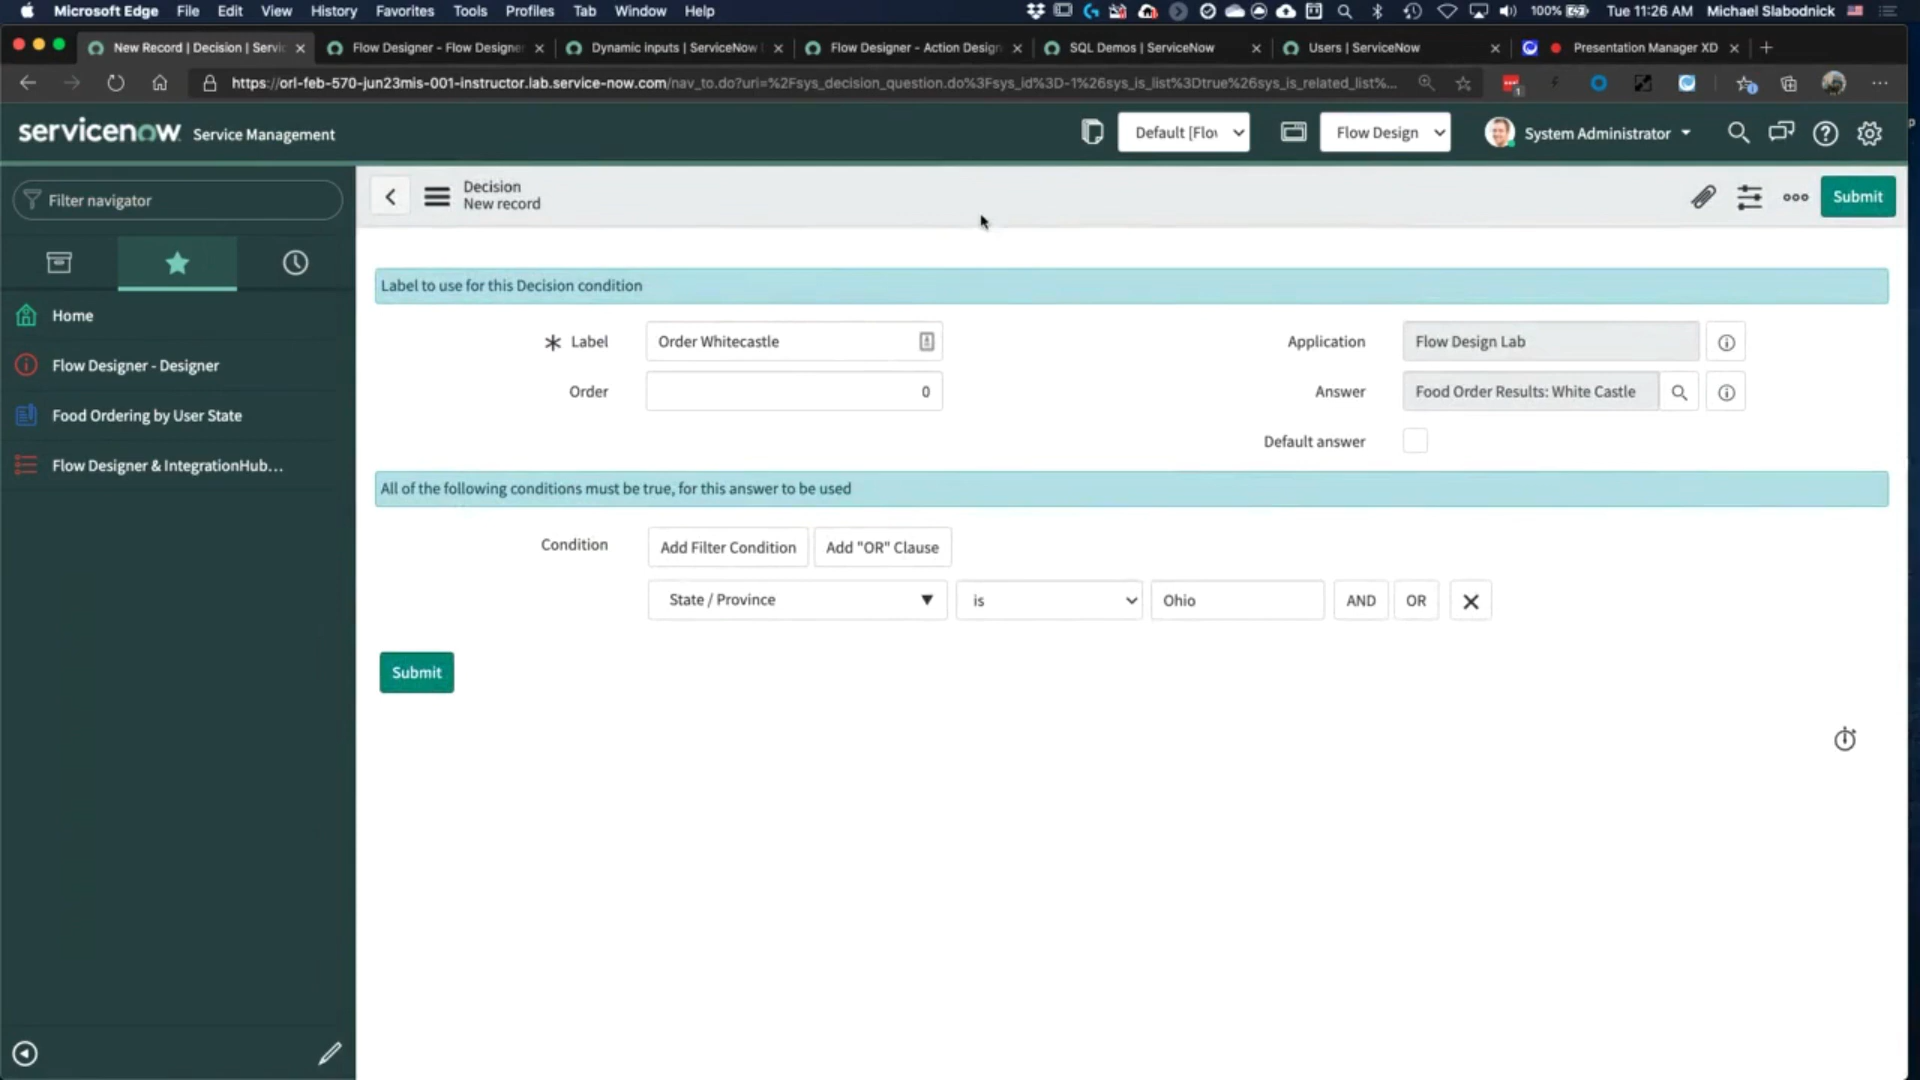 Microsoft Edge File Edit View History Favorites Tools Profiles Tab Window Help
100% Tue 11:26 AM Michael Slabodnick
New Record | Decision | Servic
Flow Designer - Flow Designer
Dynamic inputs | ServiceNow
Flow Designer - Action Design
SQL Demos | ServiceNow
Users | ServiceNow
Presentation Manager XD
https://orl-feb-570-jun23mis-001-instructor.lab.service-now.com/nav_to.do?uri=%2Fsys_decision_question.do%3Fsys_id%3D-1%26sys_is_list%3Dtrue%26sys_is_related_list%...
1
servicenow Service Management
Default [Flo
Flow Design
System Administrator
Filter navigator
Home
Flow Designer - Designer
Food Ordering by User State
Flow Designer & IntegrationHub...
Decision
New record
Submit
Label to use for this Decision condition
Label Order Whitecastle
Application Flow Design Lab
Order 0
Answer Food Order Results: White Castle
Default answer
All of the following conditions must be true, for this answer to be used
Condition Add Filter Condition Add "OR" Clause
State / Province is Ohio AND OR
Submit